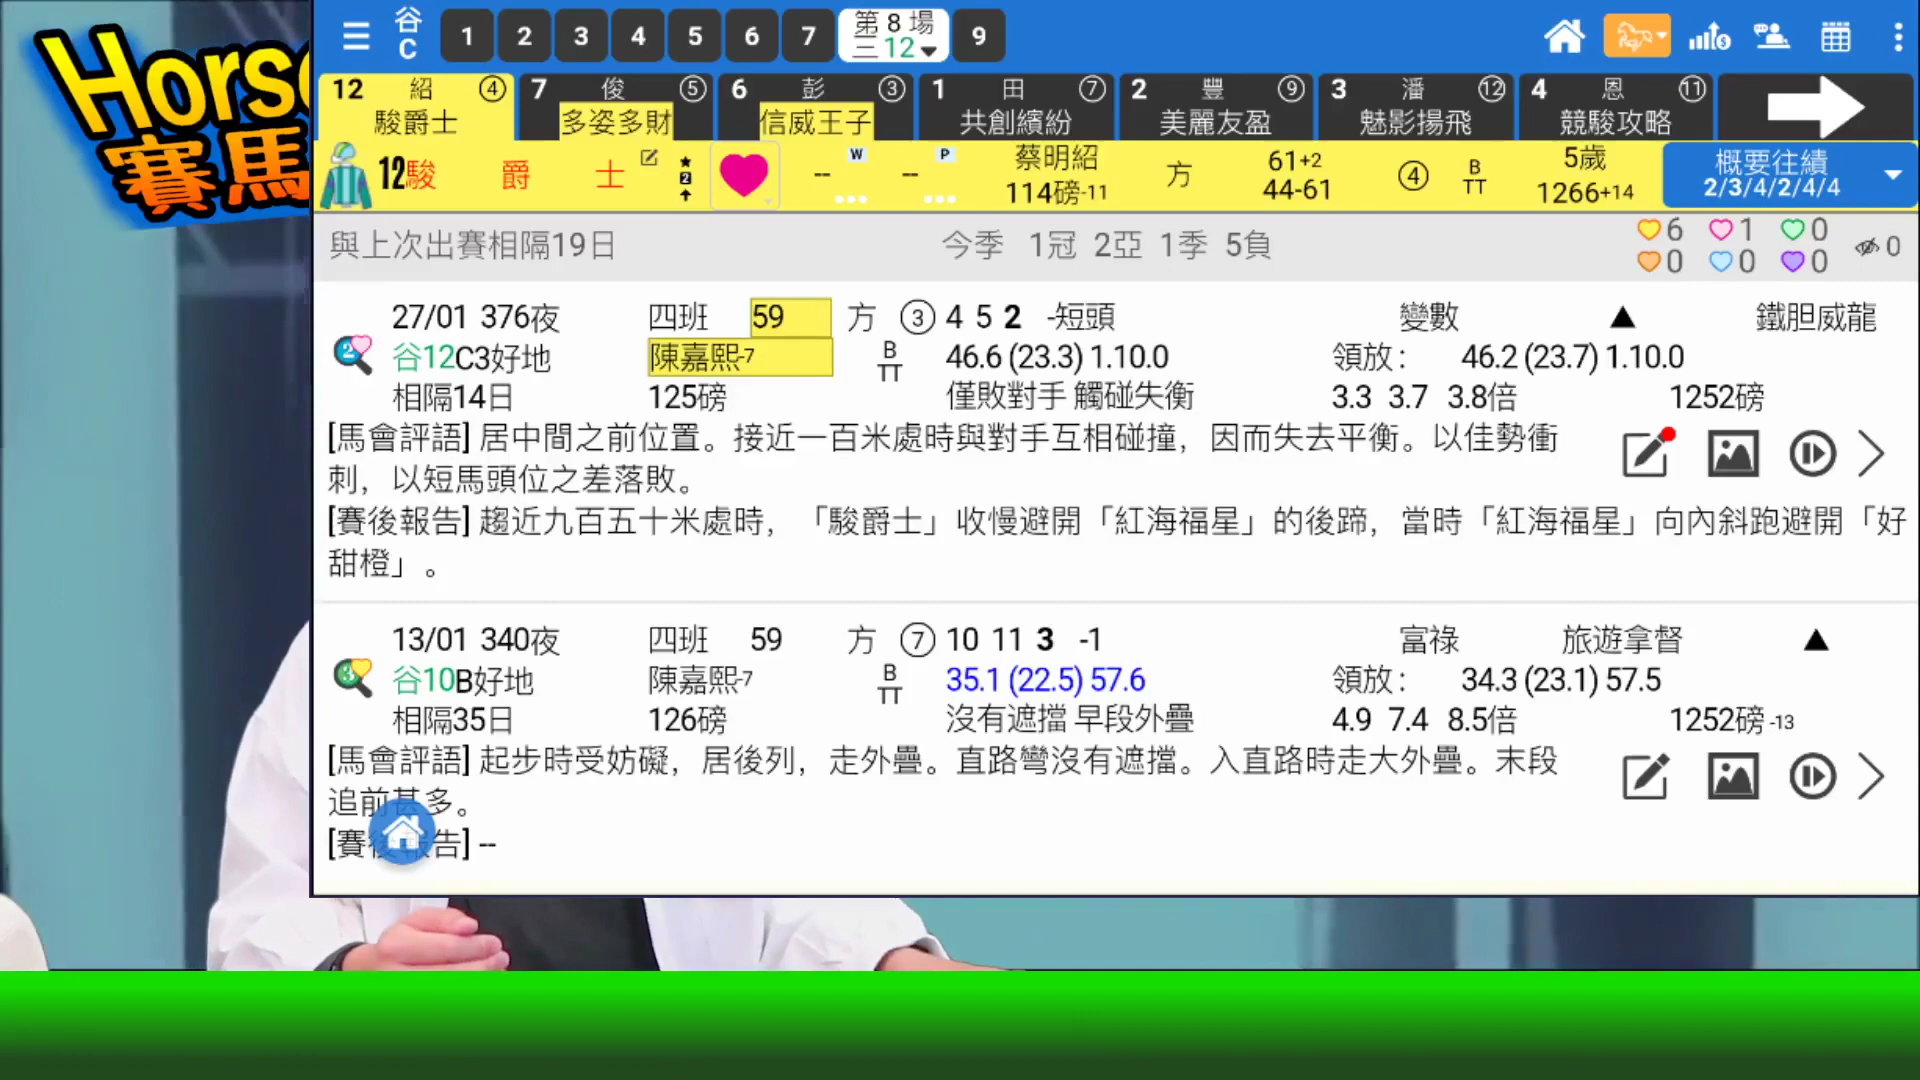 Horse
賽馬
谷
C
1 2 3 4 5 6 7
第 8 場
三12
9
12 紹 4
駿爵士
7 俊 5
多姿多財
6 彭 3
信威王子
1 田 7
共創繽紛
2 豐 9
美麗友盈
3 潘 12
魅影揚飛
4 恩 11
競駿攻略
12駿爵士
★2
W
--
P
--
蔡明紹
114磅-11
方
61+2
44-61
4
B
TT
5歲
1266+14
概要往績
2/3/4/2/4/4
與上次出賽相隔19日
今季 1冠 2亞 1季 5負
6 1 0
0 0 0
0
27/01 376夜 四班 59 方 3 4 5 2 -短頭 變數 ▲ 鐵胆威龍
2 谷12C3好地 陳嘉熙-7 B TT 46.6 (23.3) 1.10.0 領放： 46.2 (23.7) 1.10.0
相隔14日 125磅 僅敗對手 觸碰失衡 3.3 3.7 3.8倍 1252磅
[馬會評語] 居中間之前位置。接近一百米處時與對手互相碰撞，因而失去平衡。以佳勢衝
刺，以短馬頭位之差落敗。
[賽後報告] 趨近九百五十米處時，「駿爵士」收慢避開「紅海福星」的後蹄，當時「紅海福星」向內斜跑避開「好
甜橙」。
13/01 340夜 四班 59 方 7 10 11 3 -1 富祿 旅遊拿督 ▲
3 谷10B好地 陳嘉熙-7 B TT 35.1 (22.5) 57.6 領放： 34.3 (23.1) 57.5
相隔35日 126磅 沒有遮擋 早段外疊 4.9 7.4 8.5倍 1252磅-13
[馬會評語] 起步時受妨礙，居後列，走外疊。直路彎沒有遮擋。入直路時走大外疊。末段
追前甚多。
[賽後報告] --